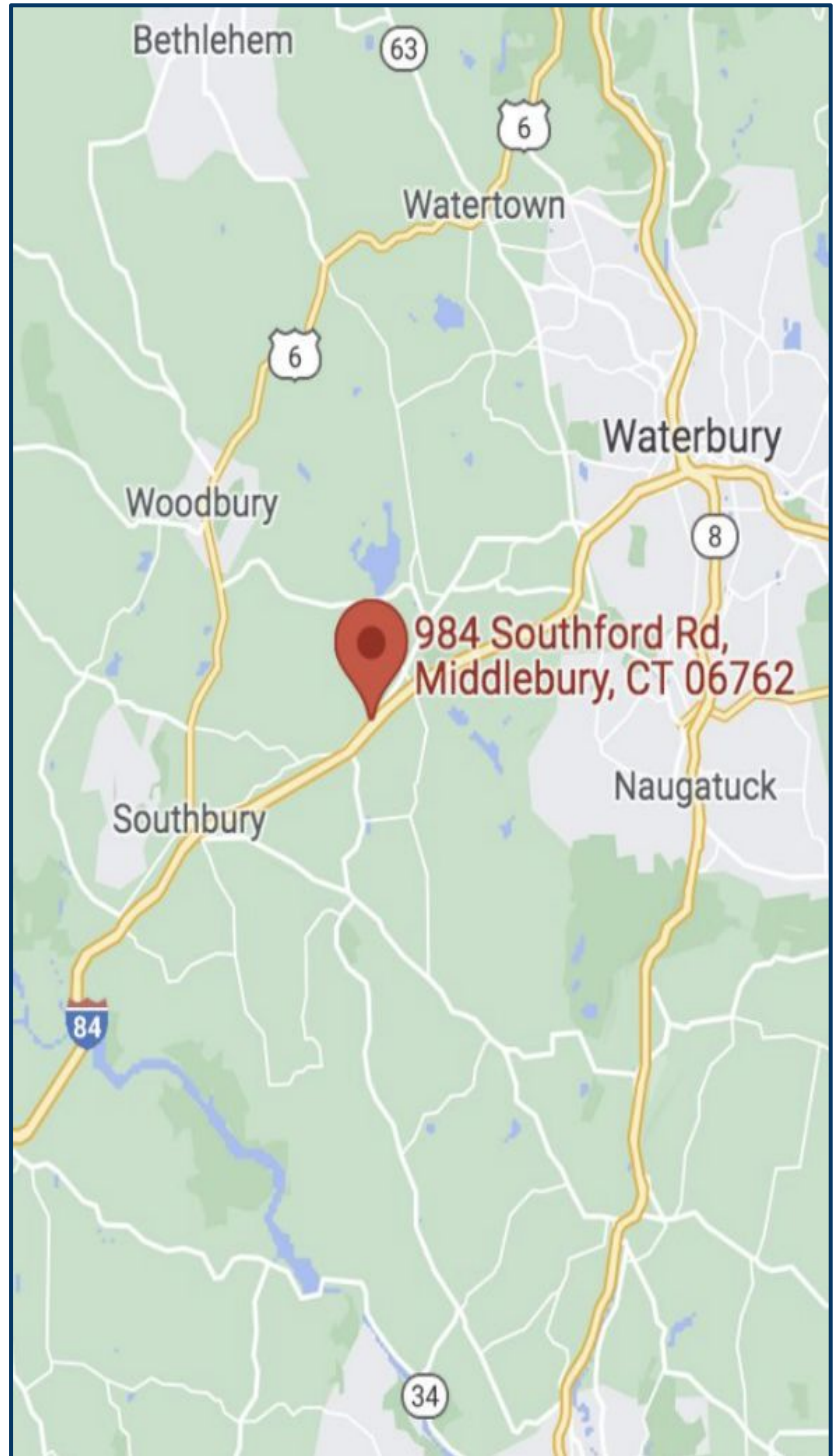 Bethlehem
63
6
Watertown
6
Waterbury
Woodbury
8
984 Southford Rd,
Middlebury, CT 06762
Naugatuck
Southbury
84
34